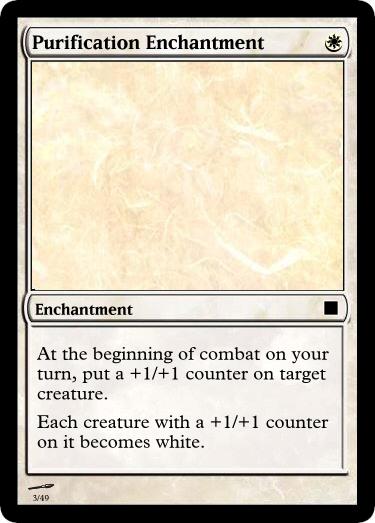 Purification Enchantment
Enchantment
At the beginning of combat on your
turn, put a +1/+1 counter on target
creature.
Each creature with a +1/+1 counter
on it becomes white.
3/49